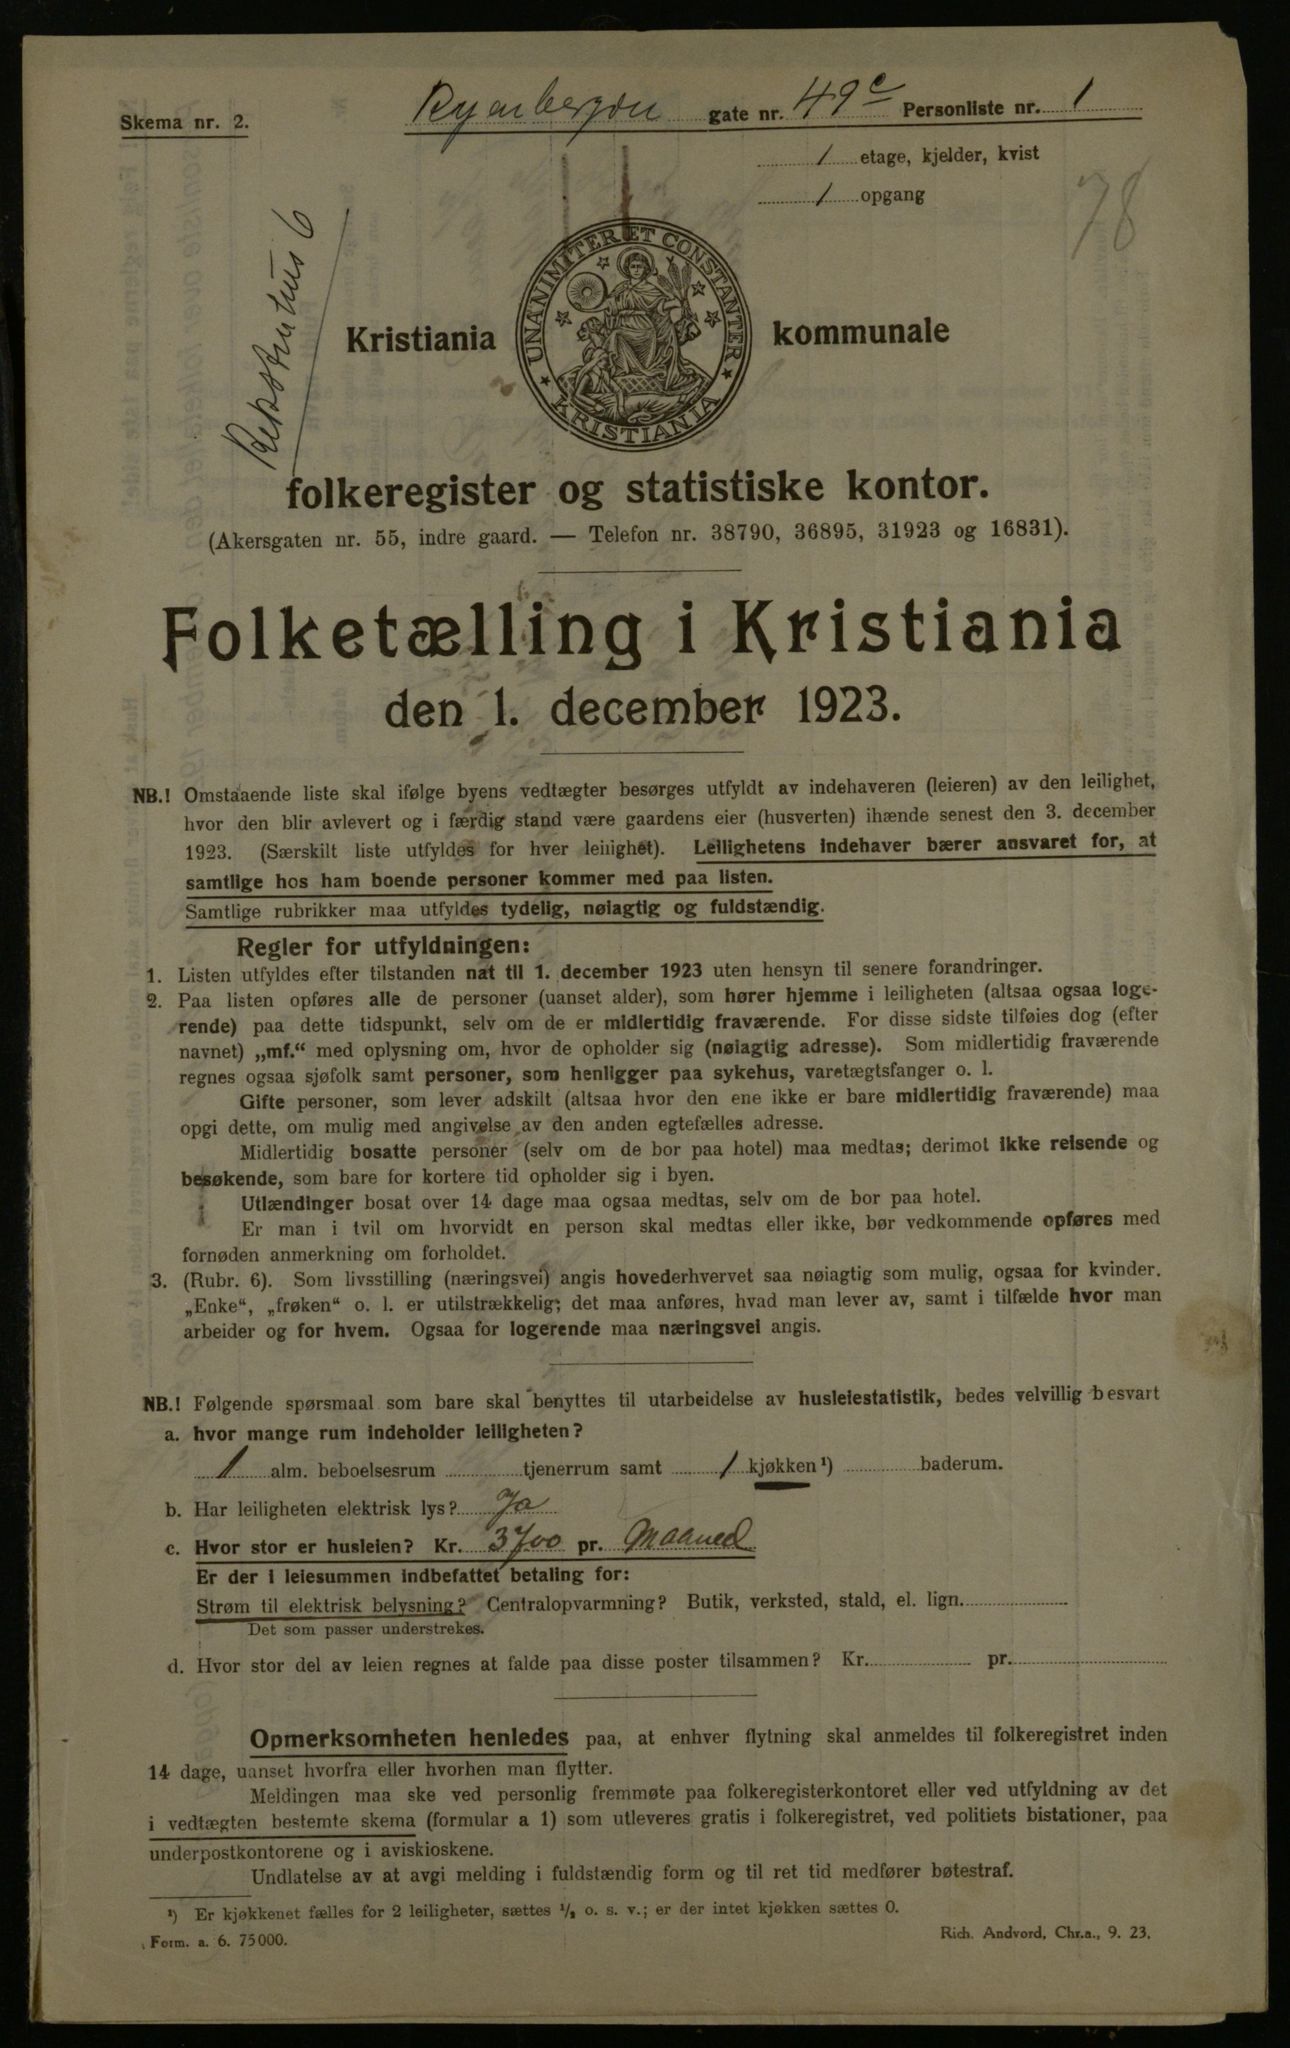 Skema nr. 2. Ryenbergvn gate nr. 49c Personliste nr. 1
1 etage, kjelder, kvist
1 opgang
78
UNANIMITER ET CONSTANTER
KRISTIANIA
Kristiania kommunale
folkeregister og statistiske kontor.
(Akersgaten nr. 55, indre gaard. — Telefon nr. 38790, 36895, 31923 og 16831).
Folketælling i Kristiania
den 1. december 1923.
NB.! Omstaaende liste skal ifølge byens vedtægter besørges utfyldt av indehaveren (leieren) av den leilighet,
hvor den blir avlevert og i færdig stand være gaardens eier (husverten) ihænde senest den 3. december
1923. (Særskilt liste utfyldes for hver leilighet). Leilighetens indehaver bærer ansvaret for, at
samtlige hos ham boende personer kommer med paa listen.
Samtlige rubrikker maa utfyldes tydelig, nøiagtig og fuldstændig.
Regler for utfyldningen:
1. Listen utfyldes efter tilstanden nat til 1. december 1923 uten hensyn til senere forandringer.
2. Paa listen opføres alle de personer (uanset alder), som hører hjemme i leiligheten (altsaa ogsaa loge-
rende) paa dette tidspunkt, selv om de er midlertidig fraværende. For disse sidste tilføies dog (efter
navnet) „mf.“ med oplysning om, hvor de opholder sig (nøiagtig adresse). Som midlertidig fraværende
regnes ogsaa sjøfolk samt personer, som henligger paa sykehus, varetægtsfanger o. l.
Gifte personer, som lever adskilt (altsaa hvor den ene ikke er bare midlertidig fraværende) maa
opgi dette, om mulig med angivelse av den anden egtefælles adresse.
Midlertidig bosatte personer (selv om de bor paa hotel) maa medtas; derimot ikke reisende og
besøkende, som bare for kortere tid opholder sig i byen.
Utlændinger bosat over 14 dage maa ogsaa medtas, selv om de bor paa hotel.
Er man i tvil om hvorvidt en person skal medtas eller ikke, bør vedkommende opføres med
fornøden anmerkning om forholdet.
3. (Rubr. 6). Som livsstilling (næringsvei) angis hovederhvervet saa nøiagtig som mulig, ogsaa for kvinder.
„Enke“, „frøken“ o. l. er utilstrækkelig; det maa anføres, hvad man lever av, samt i tilfælde hvor man
arbeider og for hvem. Ogsaa for logerende maa næringsvei angis.
NB.! Følgende spørsmaal som bare skal benyttes til utarbeidelse av husleiestatistik, bedes velvillig besvart
a. hvor mange rum indeholder leiligheten?
1 alm. beboelsesrum tjenerrum samt 1 kjøkken ¹) baderum.
b. Har leiligheten elektrisk lys? Ja
c. Hvor stor er husleien? Kr. 3700 pr. Maaned
Er der i leiesummen indbefattet betaling for:
Strøm til elektrisk belysning? Centralopvarmning? Butik, verksted, stald, el. lign.
Det som passer understrekes.
d. Hvor stor del av leien regnes at falde paa disse poster tilsammen? Kr. pr.
Opmerksomheten henledes paa, at enhver flytning skal anmeldes til folkeregistret inden
14 dage, uanset hvorfra eller hvorhen man flytter.
Meldingen maa ske ved personlig fremmøte paa folkeregisterkontoret eller ved utfyldning av det
i vedtægten bestemte skema (formular a 1) som utleveres gratis i folkeregistret, ved politiets bistationer, paa
underpostkontorene og i aviskioskene.
Undlatelse av at avgi melding i fuldstændig form og til ret tid medfører bøtestraf.
¹) Er kjøkkenet fælles for 2 leiligheter, sættes ½ o. s. v.; er der intet kjøkken sættes 0.
Form. a. 6. 75000. Rich. Andvord, Chr.a., 9. 23.